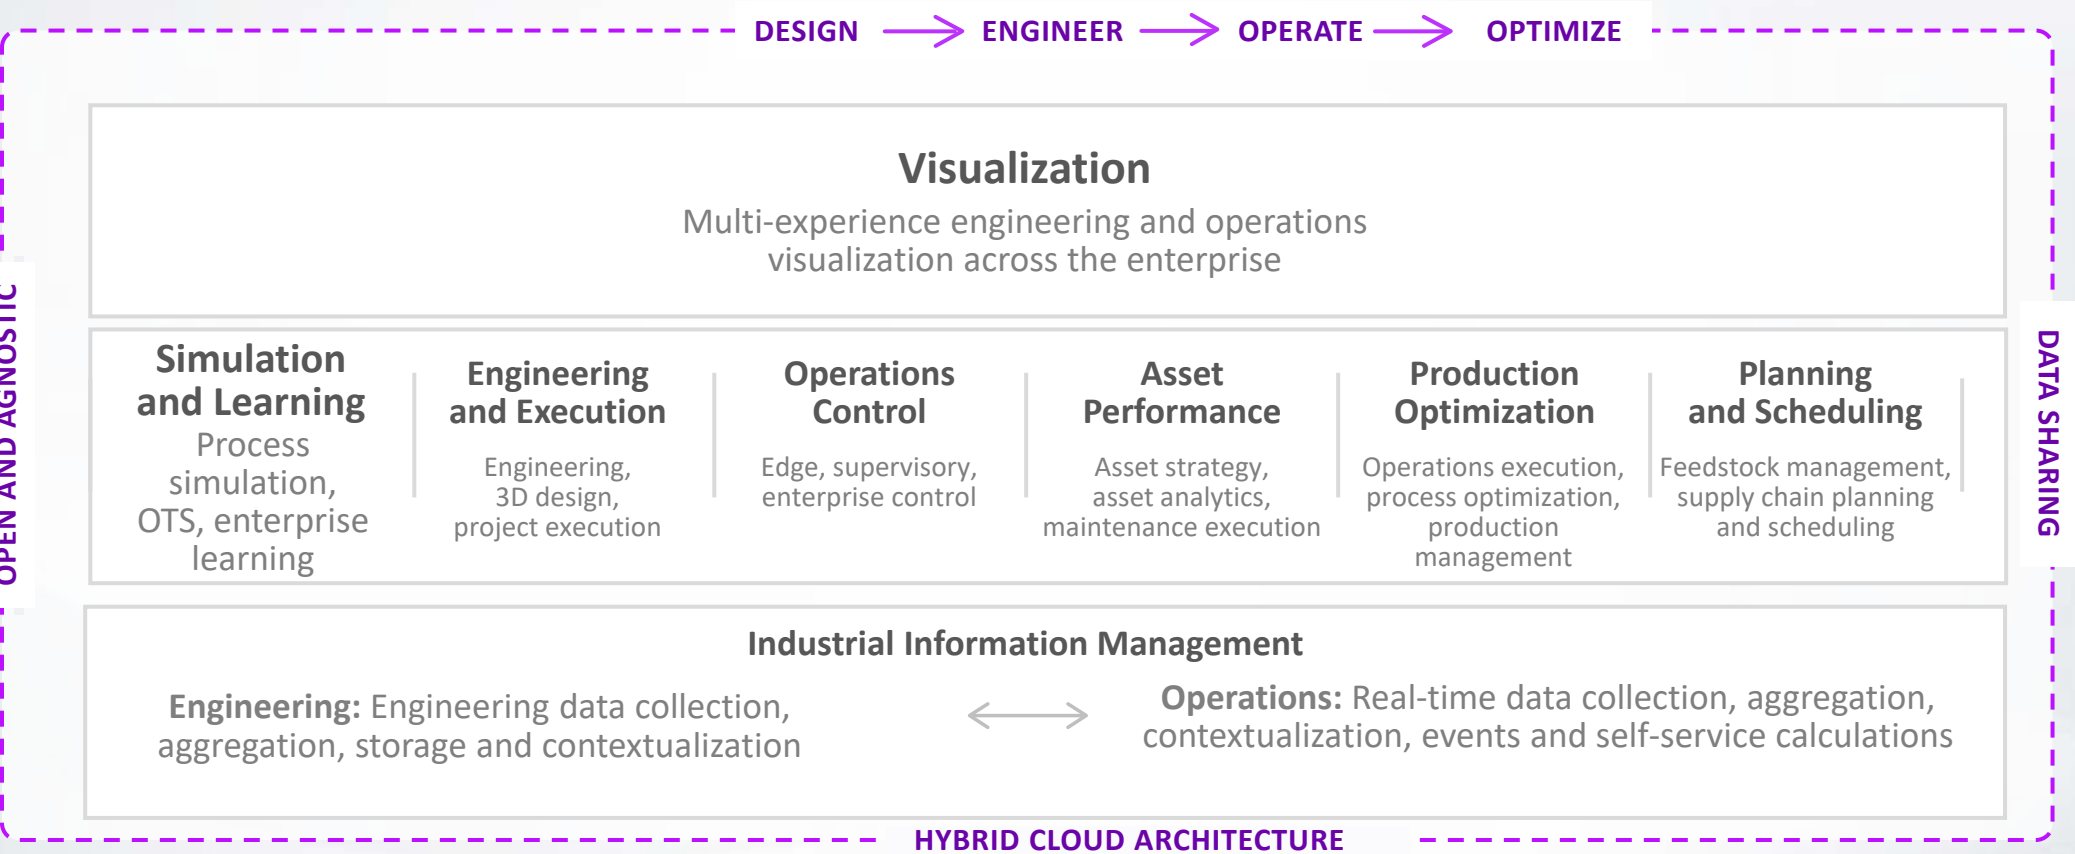 DESIGN
ENGINEER
OPERATE
OPTIMIZE
Visualization
Multi-experience engineering and operations
visualization across the enterprise
OPEN AND AGNOSTIC
DATA SHARING
Simulation
and Learning
Process
simulation,
OTS, enterprise
learning
Engineering
and Execution
Engineering,
3D design,
project execution
Operations
Control
Edge, supervisory,
enterprise control
Asset
Performance
Asset strategy,
asset analytics,
maintenance execution
Production
Optimization
Operations execution,
process optimization,
production
management
Planning
and Scheduling
Feedstock management,
supply chain planning
and scheduling
Industrial Information Management
Engineering: Engineering data collection,
aggregation, storage and contextualization
Operations: Real-time data collection, aggregation,
contextualization, events and self-service calculations
HYBRID CLOUD ARCHITECTURE